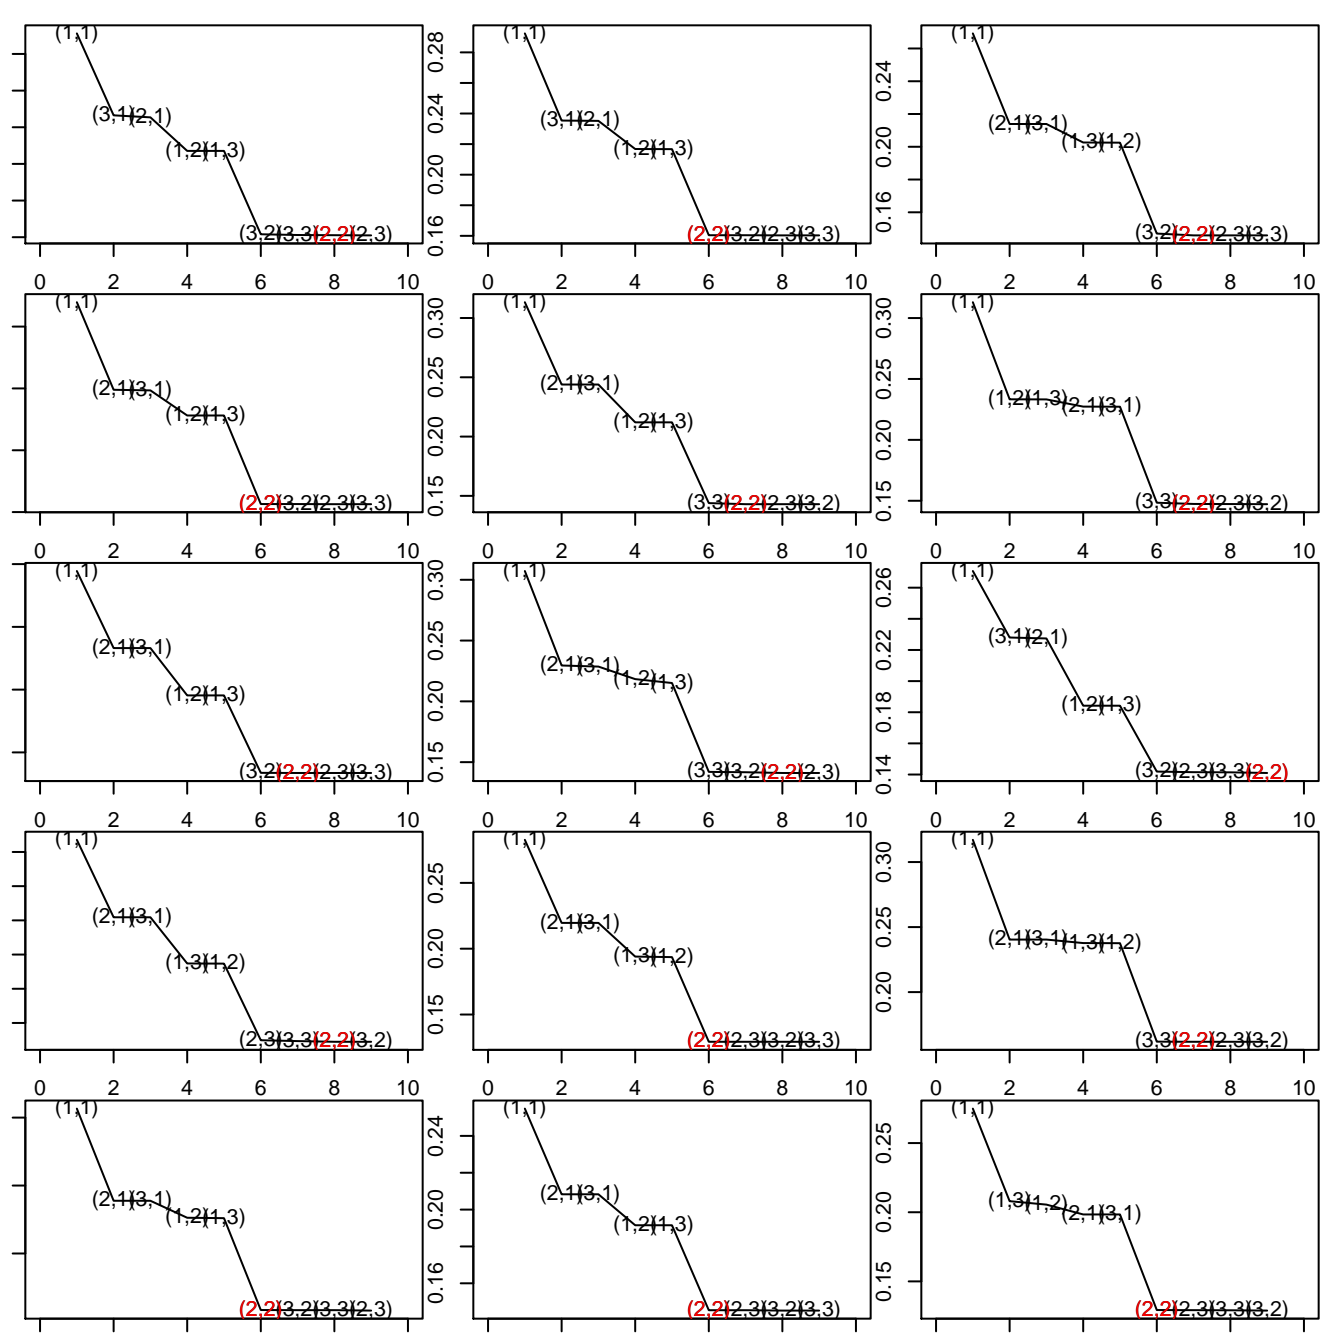 (1,1) (3,1) (2,1) (1,2) (1,3) (3,2) (3,3) (2,2) (2,3)
0.16 0.20 0.24 0.28
(1,1) (3,1) (2,1) (1,2) (1,3) (2,2) (3,2) (2,3) (3,3)
0.16 0.20 0.24
(1,1) (2,1) (3,1) (1,3) (1,2) (3,2) (2,2) (2,3) (3,3)
0 2 4 6 8 10 0 2 4 6 8 10 0 2 4 6 8 10
(1,1) (2,1) (3,1) (1,2) (1,3) (2,2) (3,2) (2,3) (3,3)
0.15 0.20 0.25 0.30
(1,1) (2,1) (3,1) (1,2) (1,3) (3,3) (2,2) (2,3) (3,2)
0.15 0.20 0.25 0.30
(1,1) (1,2) (1,3) (2,1) (3,1) (3,3) (2,2) (2,3) (3,2)
0 2 4 6 8 10 0 2 4 6 8 10 0 2 4 6 8 10
(1,1) (2,1) (3,1) (1,2) (1,3) (3,2) (2,2) (2,3) (3,3)
0.15 0.20 0.25 0.30
(1,1) (2,1) (3,1) (1,2) (1,3) (3,3) (3,2) (2,2) (2,3)
0.14 0.18 0.22 0.26
(1,1) (3,1) (2,1) (1,2) (1,3) (3,2) (2,3) (3,3) (2,2)
0 2 4 6 8 10 0 2 4 6 8 10 0 2 4 6 8 10
(1,1) (2,1) (3,1) (1,3) (1,2) (2,3) (3,3) (2,2) (3,2)
0.15 0.20 0.25
(1,1) (2,1) (3,1) (1,3) (1,2) (2,2) (2,3) (3,2) (3,3)
0.20 0.25 0.30
(1,1) (2,1) (3,1) (1,3) (1,2) (3,3) (2,2) (2,3) (3,2)
0 2 4 6 8 10 0 2 4 6 8 10 0 2 4 6 8 10
(1,1) (2,1) (3,1) (1,2) (1,3) (2,2) (3,2) (3,3) (2,3)
0.16 0.20 0.24
(1,1) (2,1) (3,1) (1,2) (1,3) (2,2) (2,3) (3,2) (3,3)
0.15 0.20 0.25
(1,1) (1,3) (1,2) (2,1) (3,1) (2,2) (2,3) (3,3) (3,2)